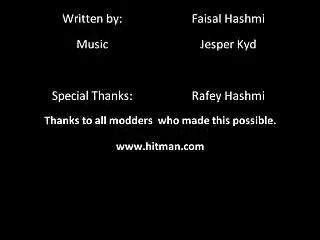 Written by: Faisal Hashmi
Music Jesper Kyd
Special Thanks: Rafey Hashmi
Thanks to all modders who made this possible.
www.hitman.com